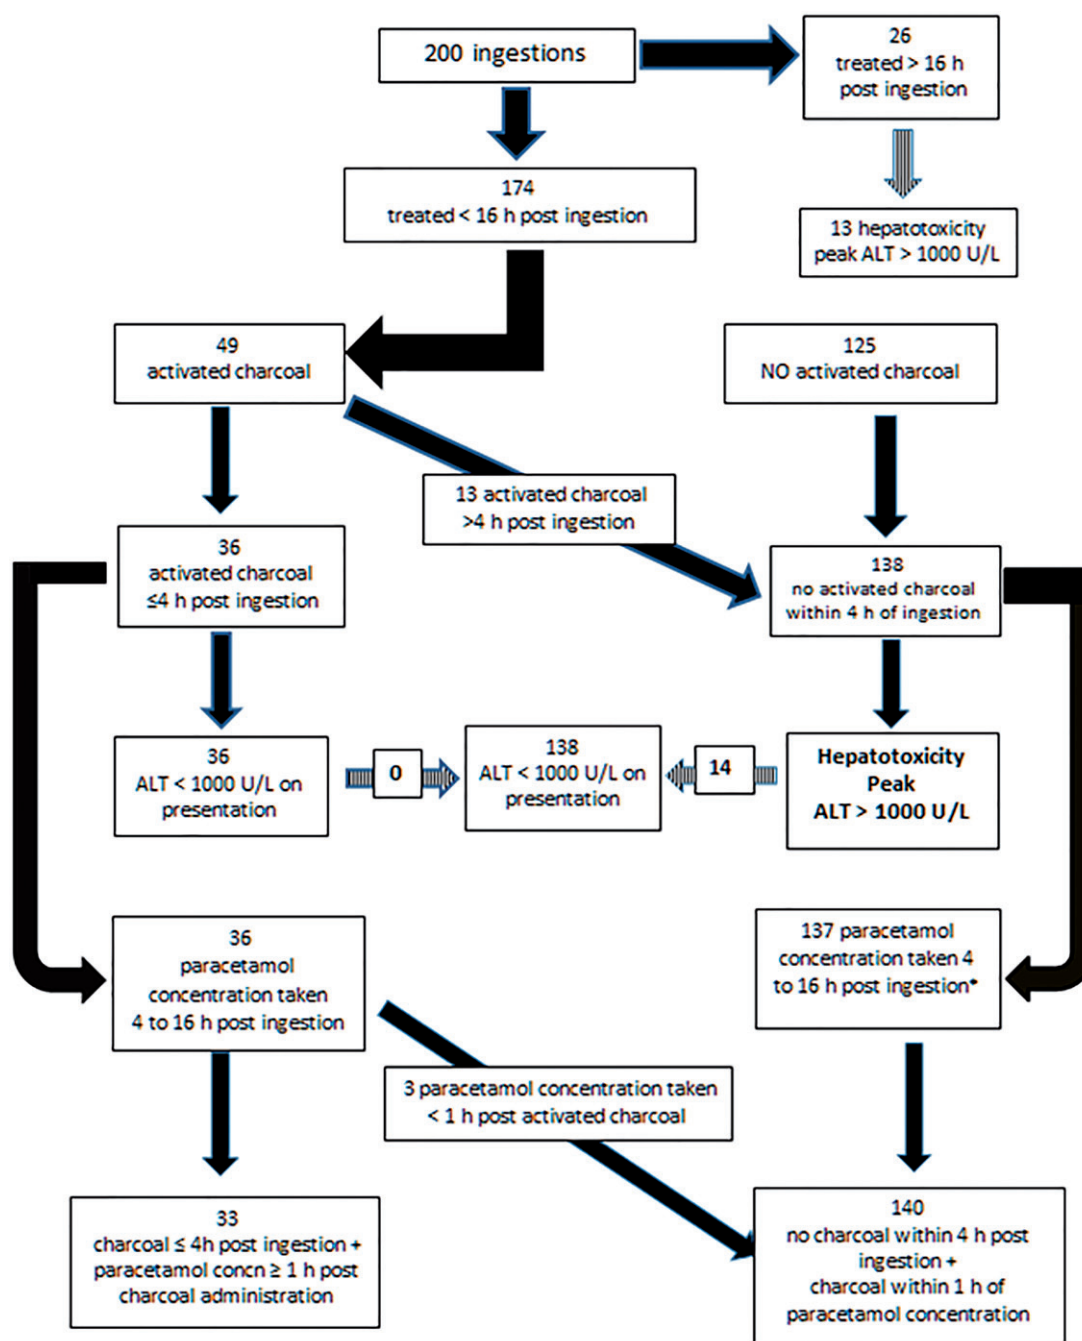 200 ingestions
26
treated > 16 h
post ingestion
174
treated < 16 h post ingestion
13 hepatotoxicity
peak ALT > 1000 U/L
49
activated charcoal
125
NO activated charcoal
13 activated charcoal
>4 h post ingestion
36
activated charcoal
≤4 h post ingestion
138
no activated charcoal
within 4 h of ingestion
36
ALT < 1000 U/L on
presentation
0
138
ALT < 1000 U/L on
presentation
14
Hepatotoxicity
Peak
ALT > 1000 U/L
36
paracetamol
concentration taken
4 to 16 h post ingestion
137 paracetamol
concentration taken 4
to 16 h post ingestion*
3 paracetamol concentration taken
< 1 h post activated charcoal
33
charcoal ≤ 4h post ingestion +
paracetamol concn ≥ 1 h post
charcoal administration
140
no charcoal within 4 h post
ingestion +
charcoal within 1 h of
paracetamol concentration